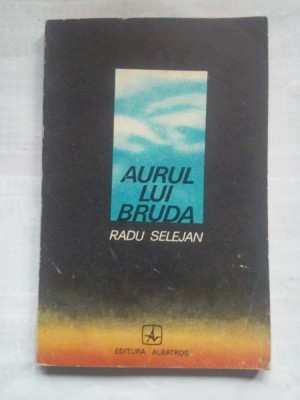 AURUL
LUI
BRUDA
RADU SELEJAN
EDITURA ALBATROS